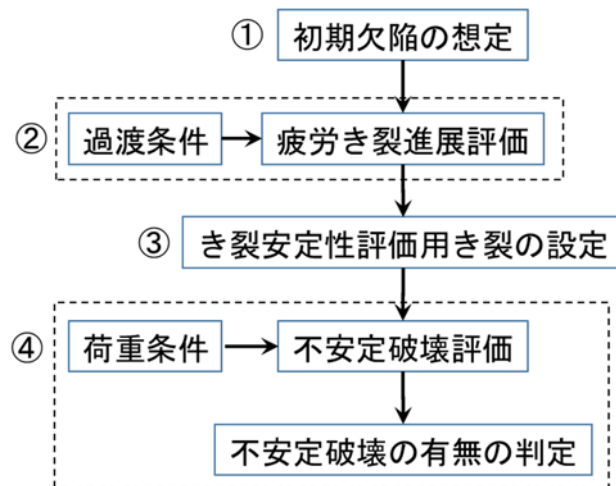 ① 初期欠陥の想定
② 過渡条件 疲労き裂進展評価
③ き裂安定性評価用き裂の設定
④ 荷重条件 不安定破壊評価
不安定破壊の有無の判定